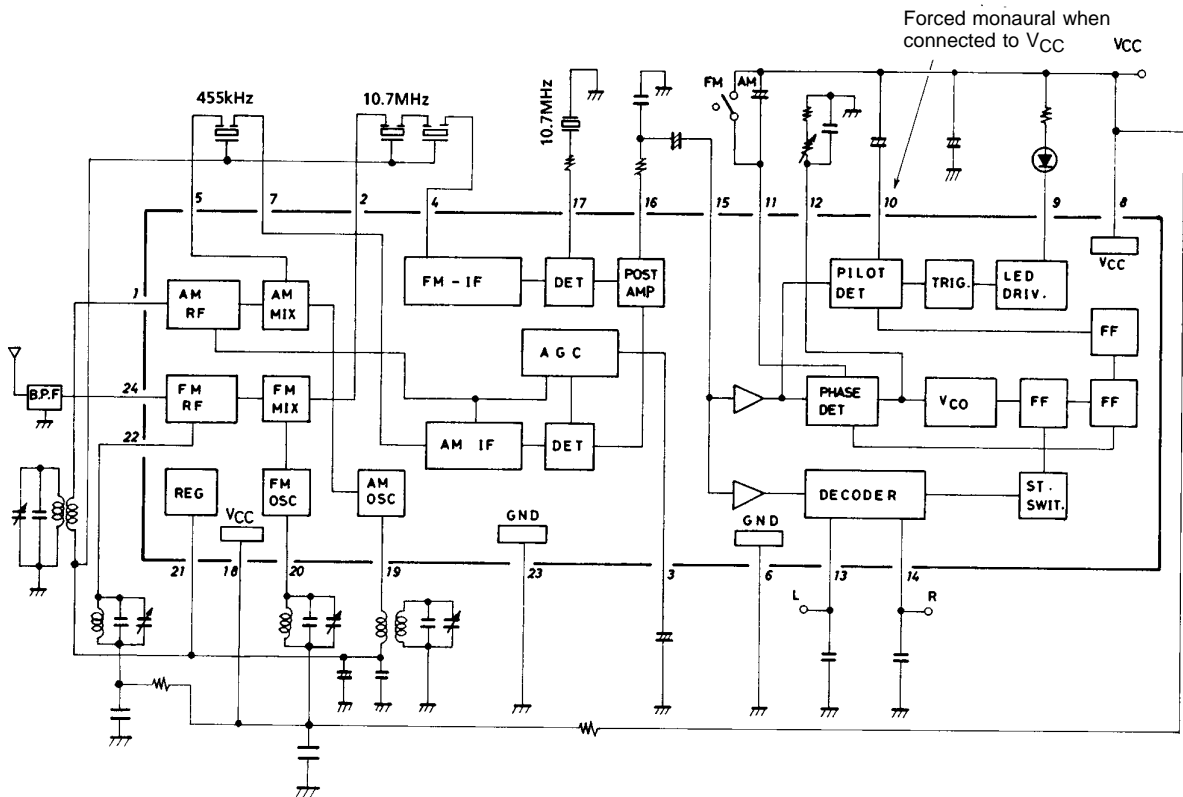 Forced monaural when
connected to VCC
VCC
FM
AM
455kHz
10.7MHz
10.7MHz
5
7
2
4
17
16
15
11
12
10
9
8
VCC
PILOT
DET
TRIG.
LED
DRIV.
FM-IF
DET
POST
AMP
1
AM
RF
AM
MIX
FF
AGC
B.P.F
24
FM
RF
FM
MIX
PHASE
DET
VCO
FF
FF
22
AM IF
DET
REG
FM
OSC
AM
OSC
DECODER
ST.
SWIT.
VCC
GND
GND
21
18
20
19
23
3
6
13
14
L
R